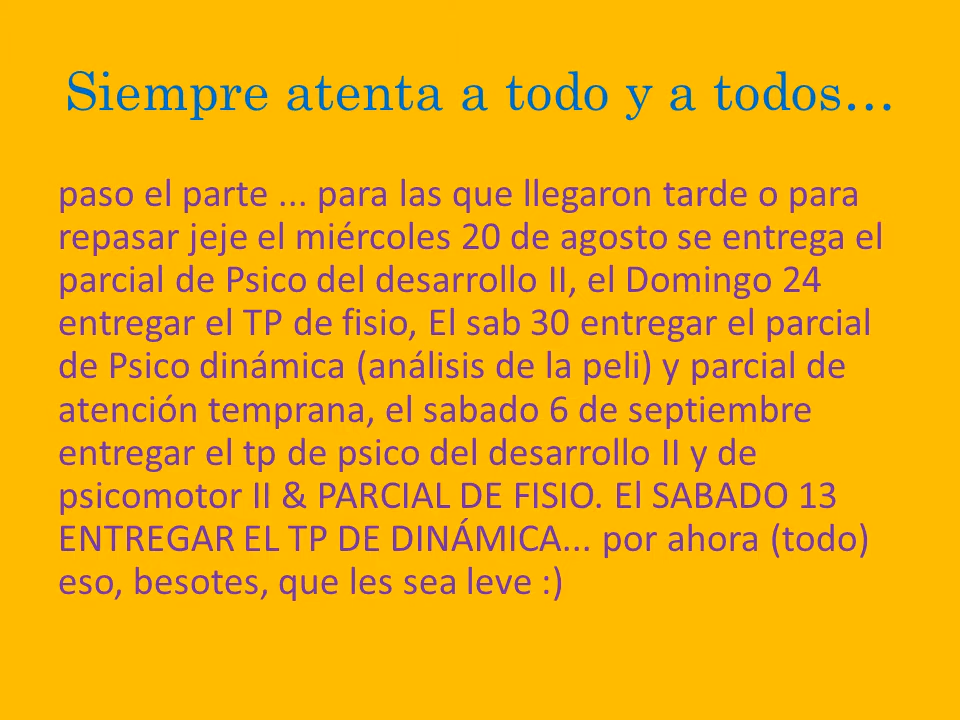 Siempre atenta a todo y a todos...
paso el parte ... para las que llegaron tarde o para
repasar jeje el miércoles 20 de agosto se entrega el
parcial de Psico del desarrollo II, el Domingo 24
entregar el TP de fisio, El sab 30 entregar el parcial
de Psico dinámica (análisis de la peli) y parcial de
atención temprana, el sabado 6 de septiembre
entregar el tp de psico del desarrollo II y de
psicomotor II & PARCIAL DE FISIO. El SABADO 13
ENTREGAR EL TP DE DINÁMICA... por ahora (todo)
eso, besotes, que les sea leve :)